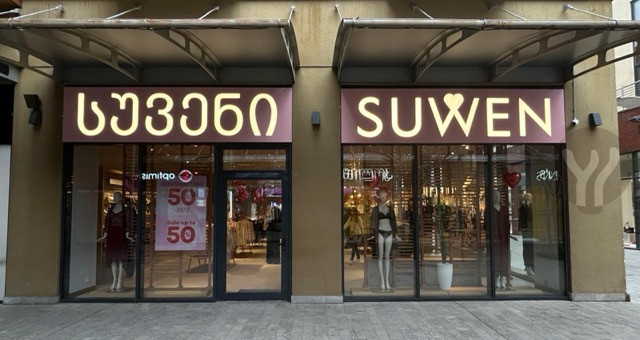 სუვენი
SUWEN
optimis
50
Sale up to
50